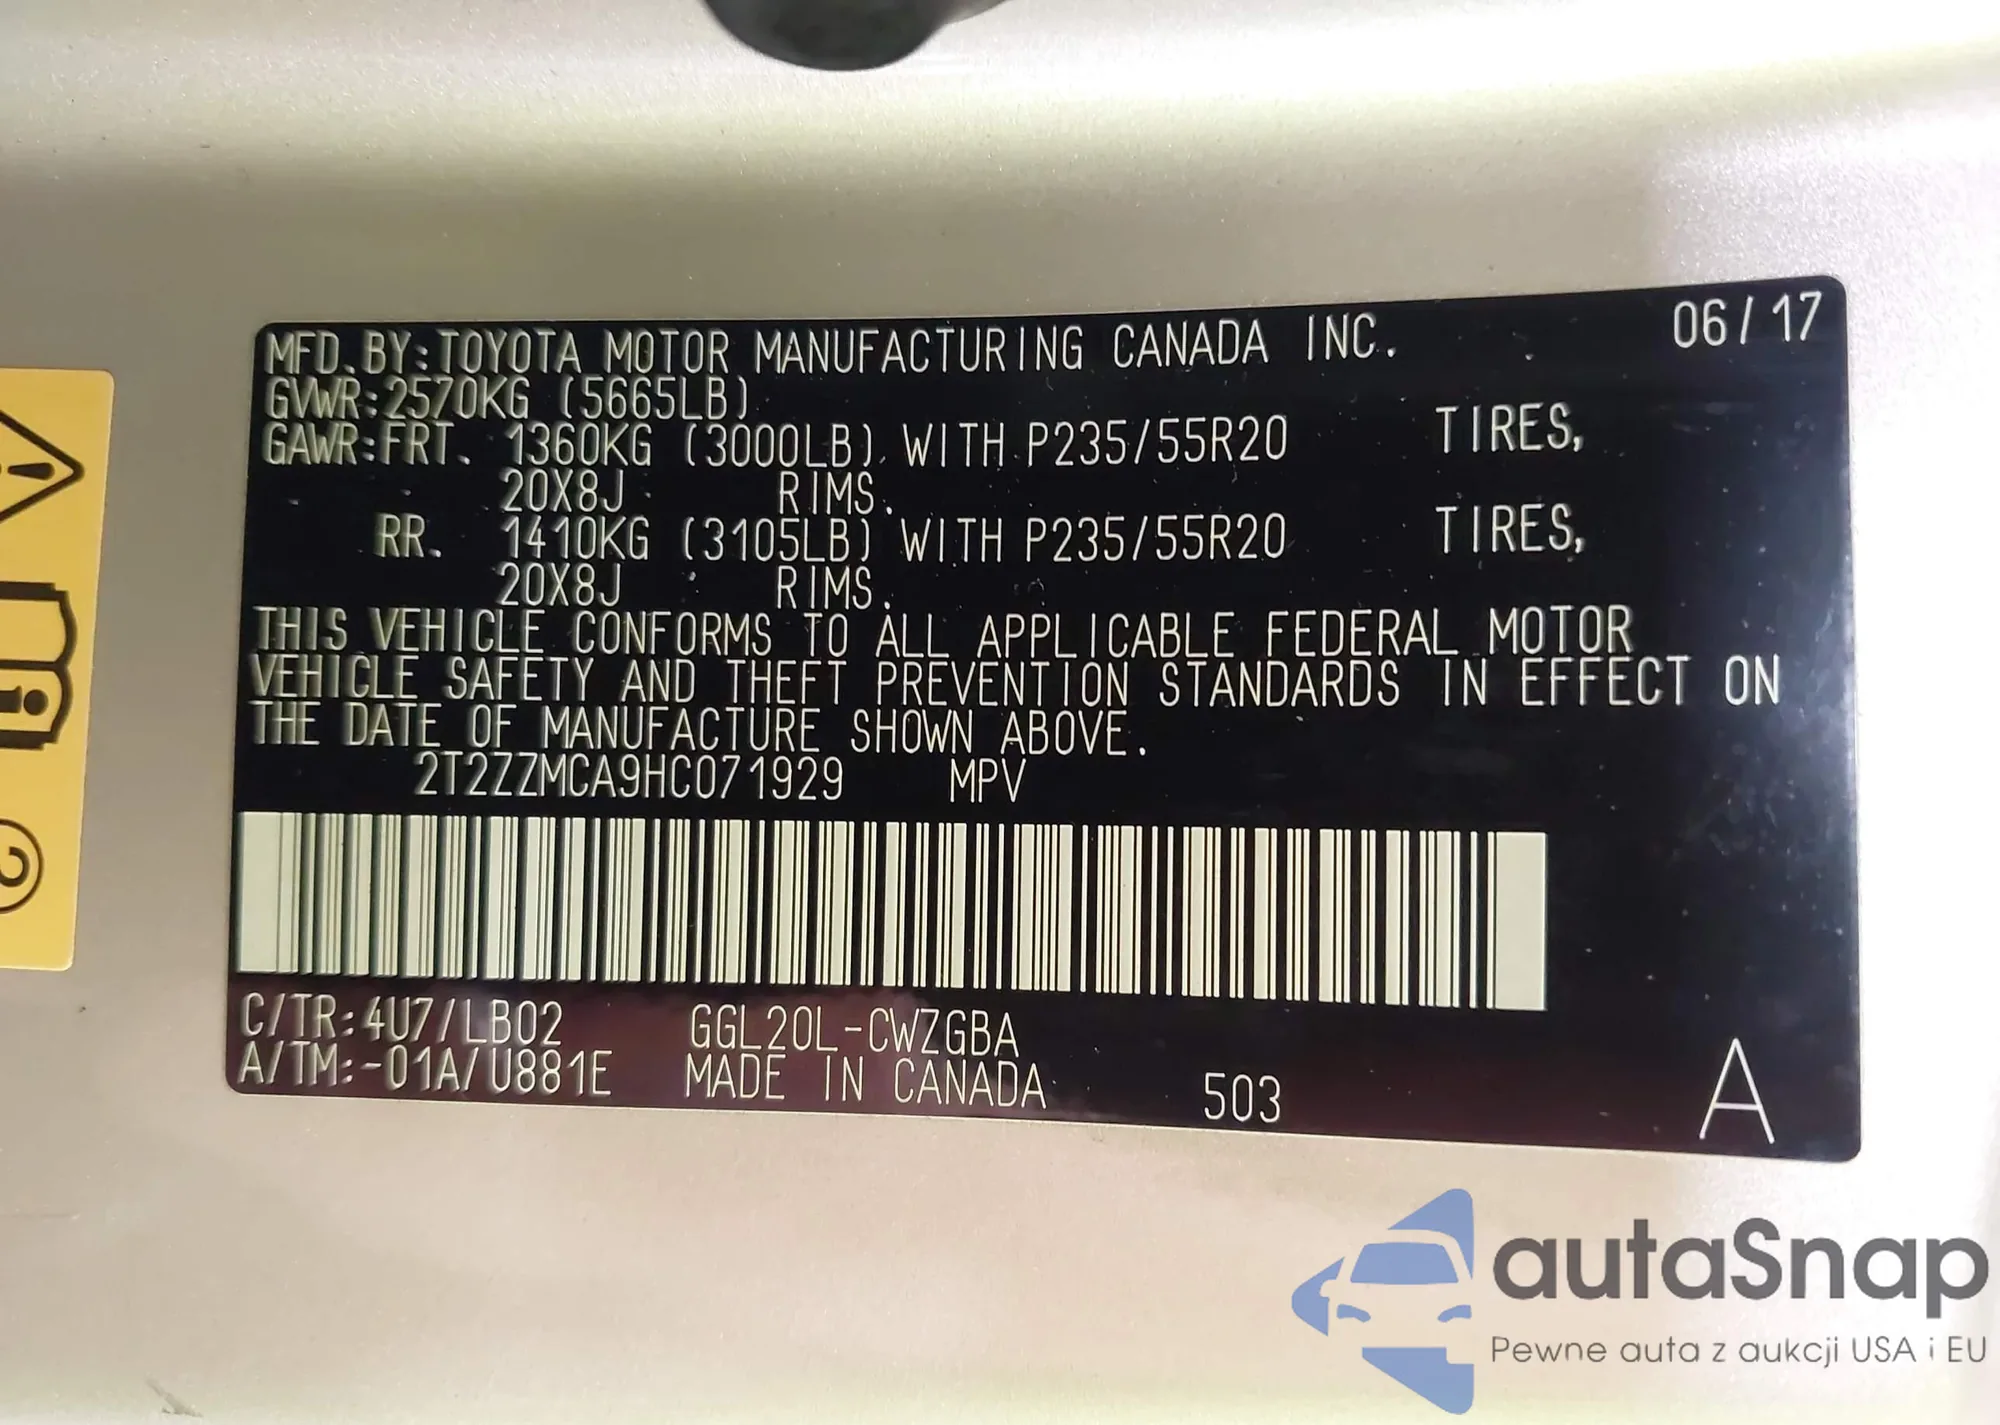 MFD.BY:TOYOTA MOTOR MANUFACTURING CANADA INC. 06/17
GVWR:2570KG (5665LB)
GAWR:FRT. 1360KG (3000LB) WITH P235/55R20 TIRES,
20X8J RIMS.
RR. 1410KG (3105LB) WITH P235/55R20 TIRES,
20X8J RIMS.
THIS VEHICLE CONFORMS TO ALL APPLICABLE FEDERAL MOTOR
VEHICLE SAFETY AND THEFT PREVENTION STANDARDS IN EFFECT ON
THE DATE OF MANUFACTURE SHOWN ABOVE.
2T2ZZMCA9HC071929 MPV
C/TR:4U7/LB02 GGL20L-CWZGBA
A/TM:-01A/U881E MADE IN CANADA 503 A
2
autaSnap
Pewne auta z aukcji USA i EU